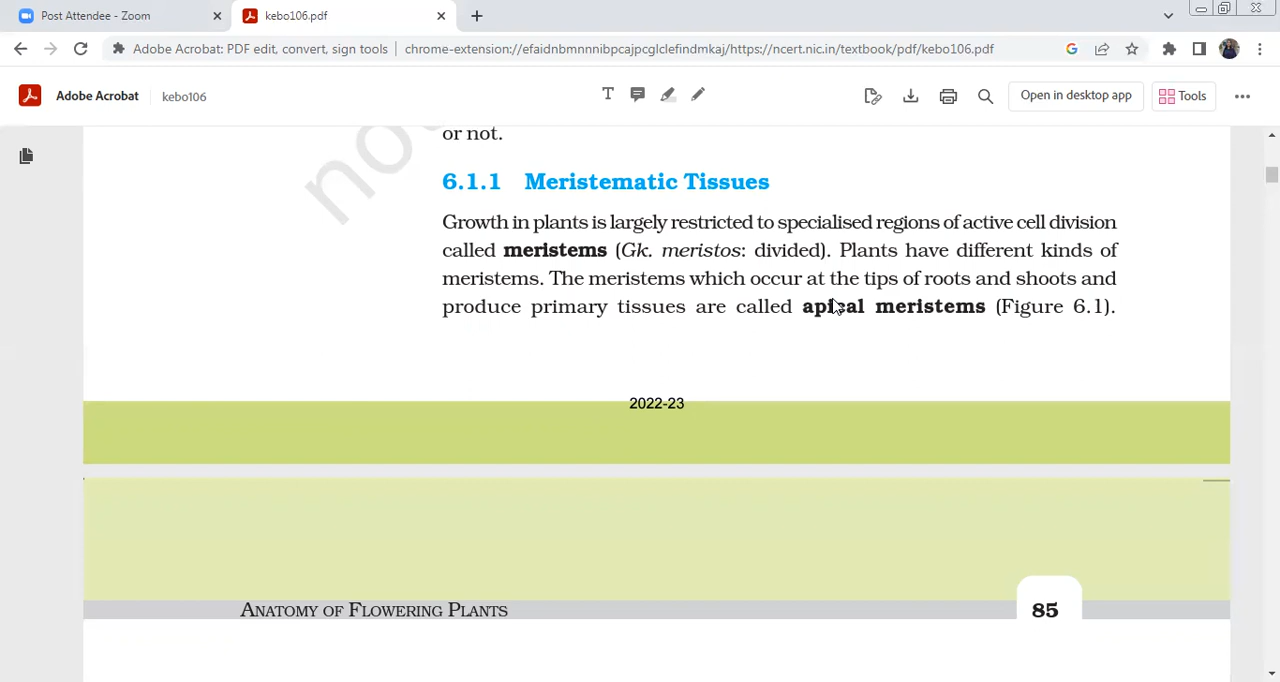 Post Attendee - Zoom
kebo106.pdf
Adobe Acrobat: PDF edit, convert, sign tools
chrome-extension://efaidnbmnnnibpcajpcglclefindmkaj/https://ncert.nic.in/textbook/pdf/kebo106.pdf
Adobe Acrobat
kebo106
Open in desktop app
Tools
or not.
no
6.1.1 Meristematic Tissues
Growth in plants is largely restricted to specialised regions of active cell division
called meristems (Gk. meristos: divided). Plants have different kinds of
meristems. The meristems which occur at the tips of roots and shoots and
produce primary tissues are called apical meristems (Figure 6.1).
2022-23
ANATOMY OF FLOWERING PLANTS
85